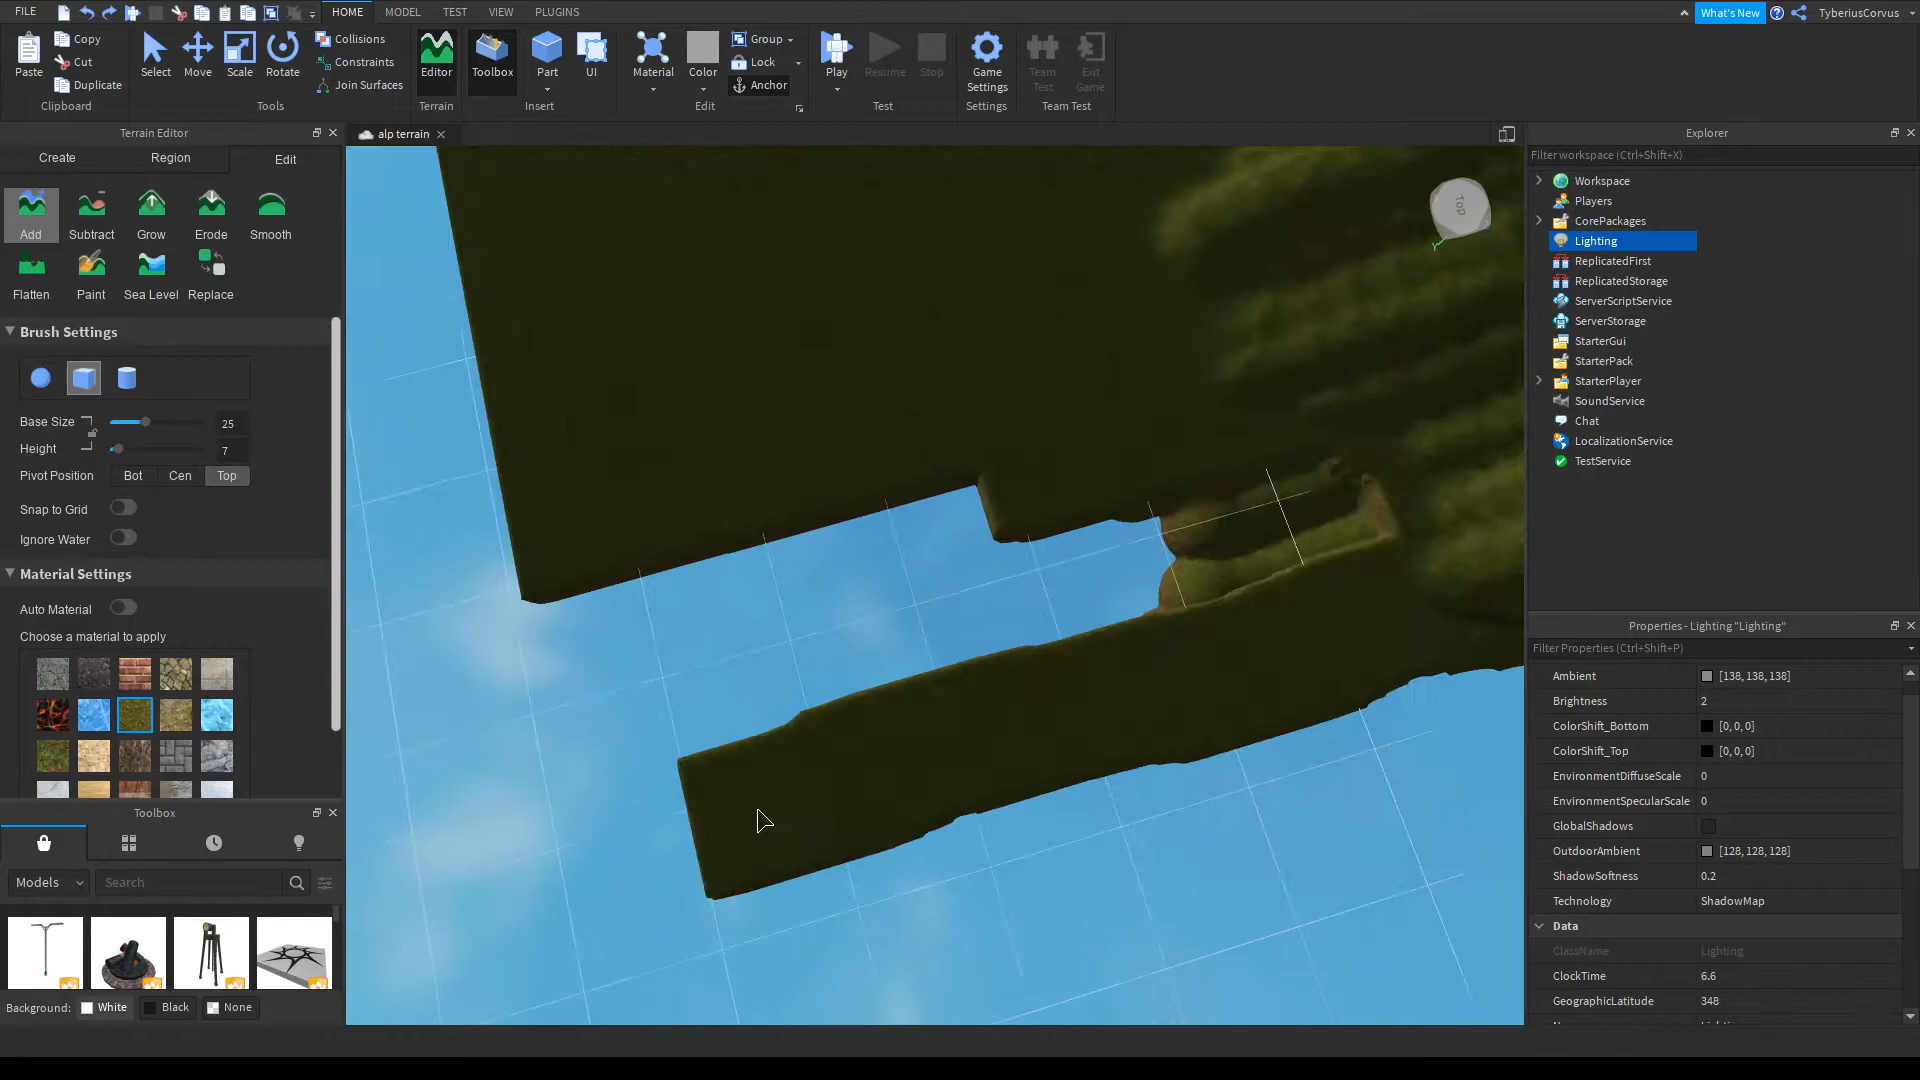 FILE
HOME
MODEL
TEST
VIEW
PLUGINS
What's New
TyberiusCorvus
Paste
Copy
Cut
Duplicate
Clipboard
Select
Move
Scale
Rotate
Collisions
Constraints
Join Surfaces
Tools
Editor
Terrain
Toolbox
Part
UI
Insert
Material
Color
Group
Lock
Anchor
Edit
Play
Resume
Stop
Test
Game Settings
Settings
Team Test
Exit Game
Team Test
Terrain Editor
Create
Region
Edit
Add
Subtract
Grow
Erode
Smooth
Flatten
Paint
Sea Level
Replace
Brush Settings
Base Size
25
Height
7
Pivot Position
Bot
Cen
Top
Snap to Grid
Ignore Water
Material Settings
Auto Material
Choose a material to apply
Toolbox
Models
Search
Background:
White
Black
None
alp terrain
Top
Y
Explorer
Filter workspace (Ctrl+Shift+X)
Workspace
Players
CorePackages
Lighting
ReplicatedFirst
ReplicatedStorage
ServerScriptService
ServerStorage
StarterGui
StarterPack
StarterPlayer
SoundService
Chat
LocalizationService
TestService
Properties - Lighting "Lighting"
Filter Properties (Ctrl+Shift+P)
Ambient
[138, 138, 138]
Brightness
2
ColorShift_Bottom
[0, 0, 0]
ColorShift_Top
[0, 0, 0]
EnvironmentDiffuseScale
0
EnvironmentSpecularScale
0
GlobalShadows
OutdoorAmbient
[128, 128, 128]
ShadowSoftness
0.2
Technology
ShadowMap
Data
ClassName
Lighting
ClockTime
6.6
GeographicLatitude
348